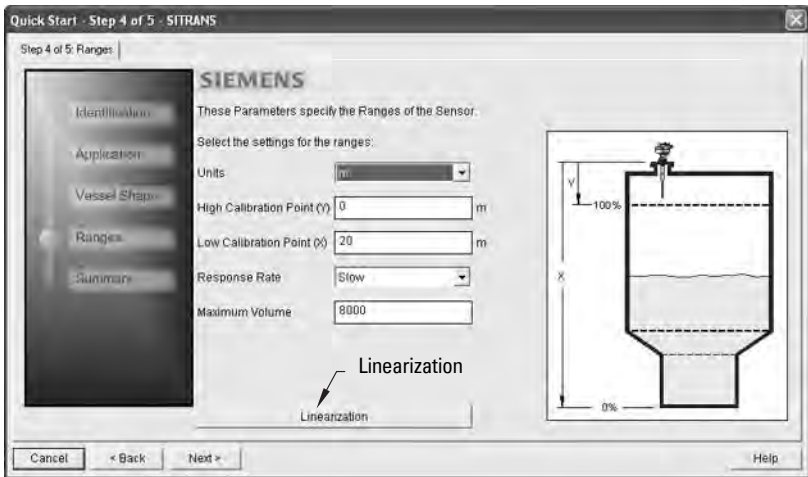 Quick Start - Step 4 of 5 - SITRANS
Step 4 of 5: Ranges
SIEMENS
Identification
Application
Vessel Shape
Ranges
Summary
These Parameters specify the Ranges of the Sensor.
Select the settings for the ranges:
Units m
High Calibration Point (Y) 0 m
Low Calibration Point (X) 20 m
Response Rate Slow
Maximum Volume 8000
Linearization
Linearization
Y
100%
X
0%
Cancel < Back Next > Help